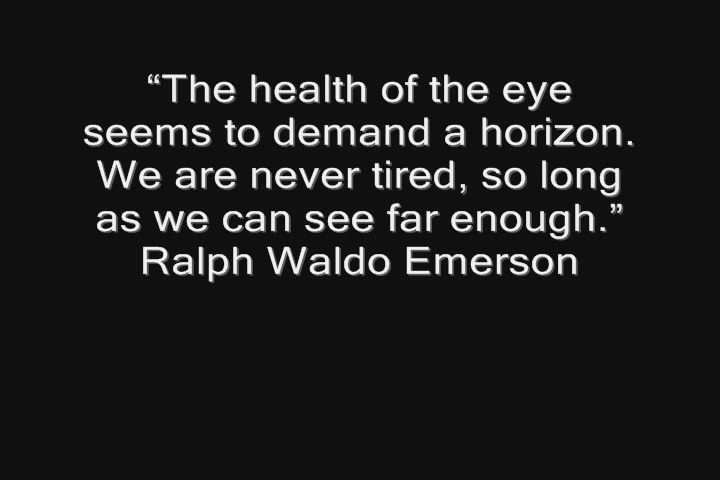 “The health of the eye
seems to demand a horizon.
We are never tired, so long
as we can see far enough.”
Ralph Waldo Emerson